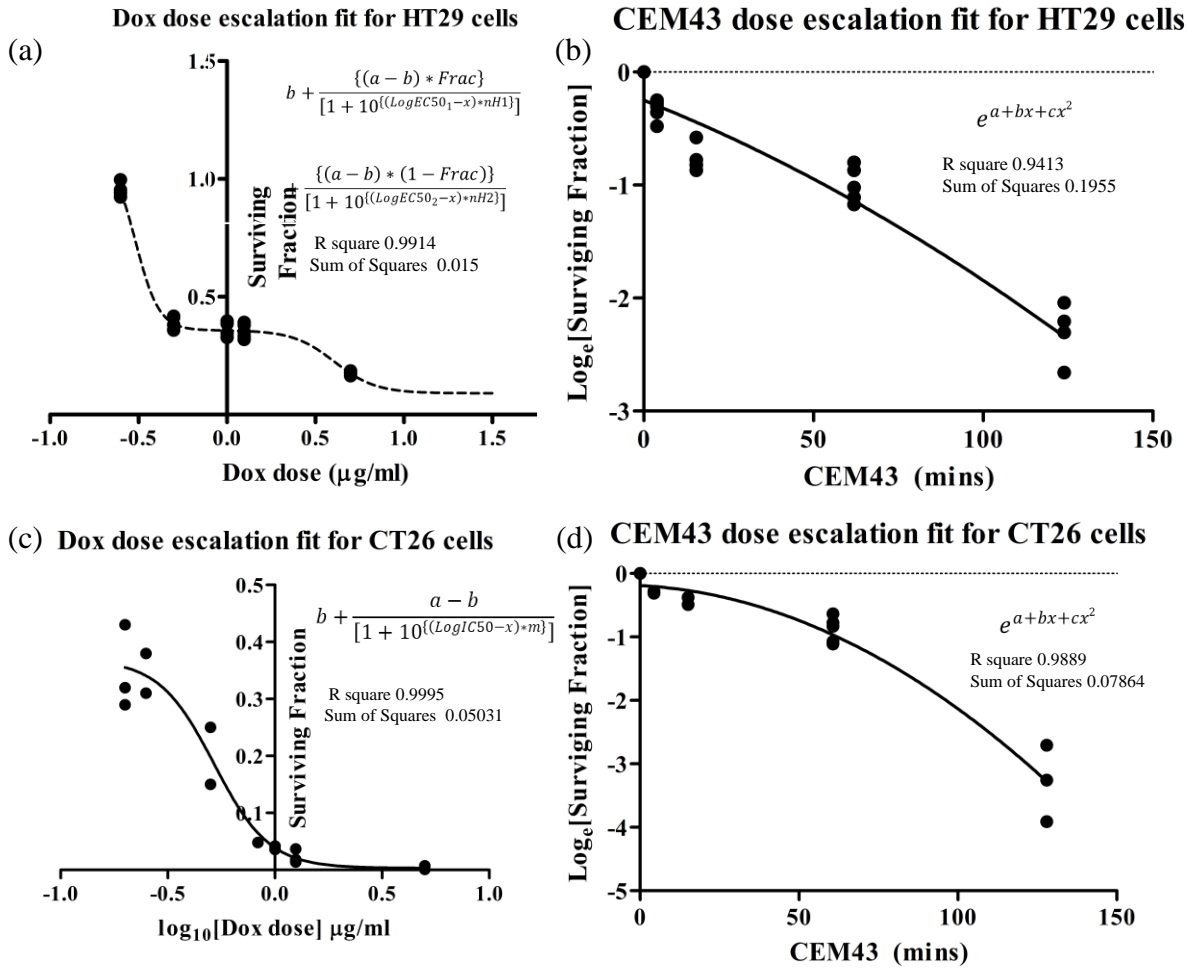 Dox dose escalation fit for HT29 cells
(a)
1.5
1.0
0.5
b + {(a − b) * Frac} / [1 + 10^{(LogEC50₁−x)*nH1}]
+ {(a − b) * (1 − Frac)} / [1 + 10^{(LogEC50₂−x)*nH2}]
Surviving
Fraction
R square 0.9914
Sum of Squares 0.015
-1.0 -0.5 0.0 0.5 1.0 1.5
Dox dose (μg/ml)
CEM43 dose escalation fit for HT29 cells
(b)
0
-1
-2
-3
Logₑ[Surviging Fraction]
e^{a+bx+cx²}
R square 0.9413
Sum of Squares 0.1955
0 50 100 150
CEM43 (mins)
(c) Dox dose escalation fit for CT26 cells
0.5
0.4
0.3
0.2
0.1
b + a − b / [1 + 10^{(LogIC50−x)*m}]
Surviving Fraction
R square 0.9995
Sum of Squares 0.05031
-1.0 -0.5 0.0 0.5 1.0
log₁₀[Dox dose] μg/ml
(d) CEM43 dose escalation fit for CT26 cells
0
-1
-2
-3
-4
-5
Logₑ[Surviging Fraction]
e^{a+bx+cx²}
R square 0.9889
Sum of Squares 0.07864
0 50 100 150
CEM43 (mins)